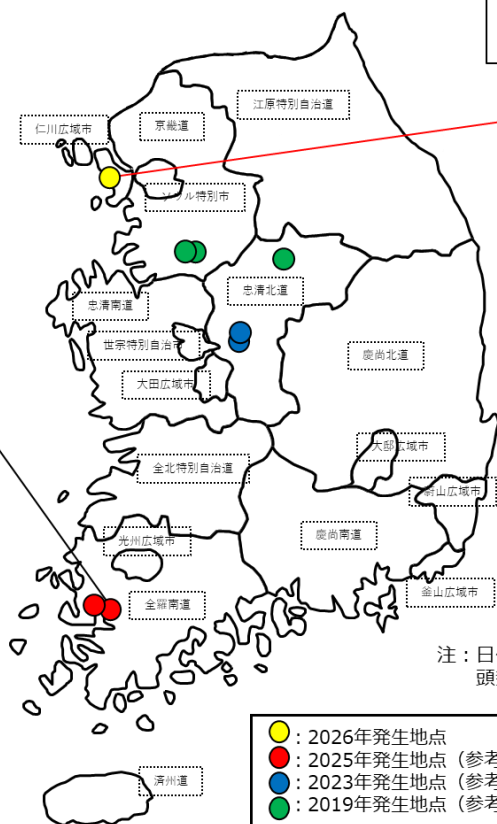 江原特別自治道
仁川広域市
京畿道
ソウル特別市
忠清北道
忠清南道
世宗特別自治市
慶尚北道
大田広域市
大邱広域市
全北特別自治道
蔚山広域市
光州広域市
慶尚南道
釜山広域市
全羅南道
注：日
頭
：2026年発生地点
：2025年発生地点（参考
：2023年発生地点（参考
：2019年発生地点（参考
済州道